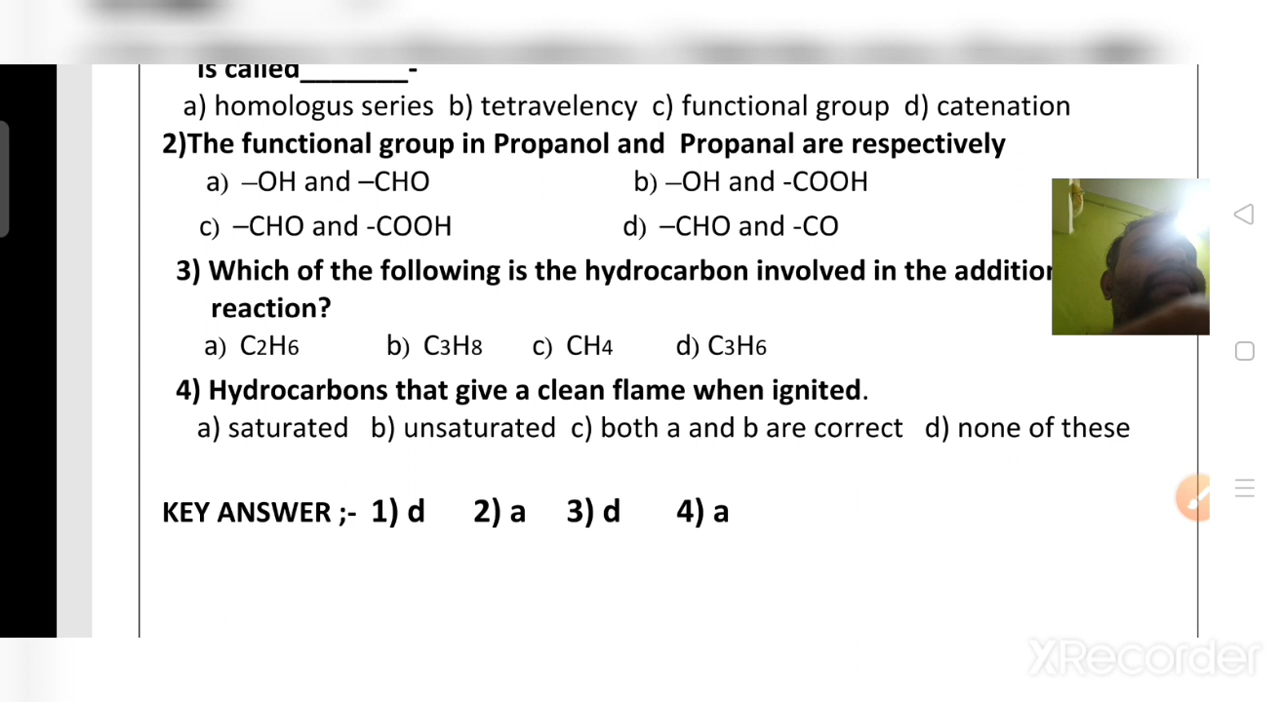 is called_______-
a) homologus series b) tetravelency c) functional group d) catenation
2)The functional group in Propanol and Propanal are respectively
a) –OH and –CHO b) –OH and -COOH
c) –CHO and -COOH d) –CHO and -CO
3) Which of the following is the hydrocarbon involved in the addition
reaction?
a) C2H6 b) C3H8 c) CH4 d) C3H6
4) Hydrocarbons that give a clean flame when ignited.
a) saturated b) unsaturated c) both a and b are correct d) none of these
KEY ANSWER ;- 1) d 2) a 3) d 4) a
XRecorder